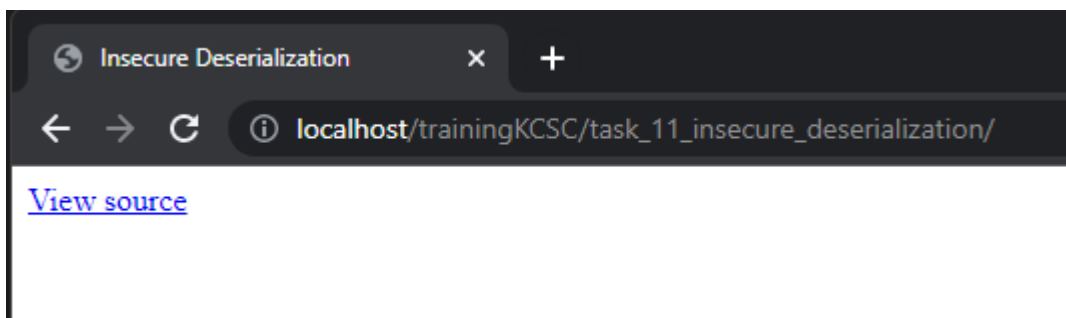 Insecure Deserialization
localhost/trainingKCSC/task_11_insecure_deserialization/
View source